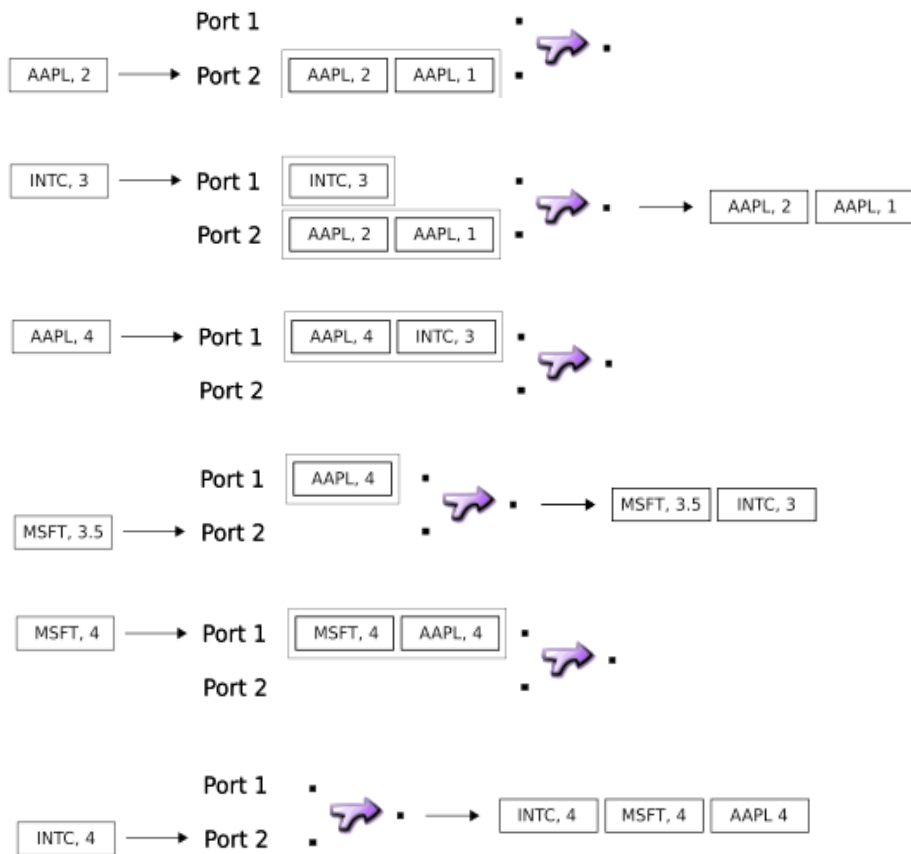 Port 1
AAPL, 2 Port 2 AAPL, 2 AAPL, 1
INTC, 3 Port 1 INTC, 3
AAPL, 2 AAPL, 1
Port 2 AAPL, 2 AAPL, 1
AAPL, 4 Port 1 AAPL, 4 INTC, 3
Port 2
Port 1 AAPL, 4
MSFT, 3.5 INTC, 3
MSFT, 3.5 Port 2
MSFT, 4 Port 1 MSFT, 4 AAPL, 4
Port 2
Port 1
INTC, 4 MSFT, 4 AAPL 4
INTC, 4 Port 2